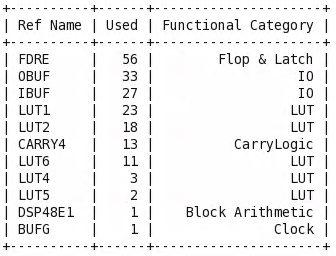 +----------+------+---------------------+
| Ref Name | Used | Functional Category |
+----------+------+---------------------+
| FDRE     |   56 |        Flop & Latch |
| OBUF     |   33 |                  IO |
| IBUF     |   27 |                  IO |
| LUT1     |   23 |                 LUT |
| LUT2     |   18 |                 LUT |
| CARRY4   |   13 |          CarryLogic |
| LUT6     |   11 |                 LUT |
| LUT4     |    3 |                 LUT |
| LUT5     |    2 |                 LUT |
| DSP48E1  |    1 |    Block Arithmetic |
| BUFG     |    1 |               Clock |
+----------+------+---------------------+